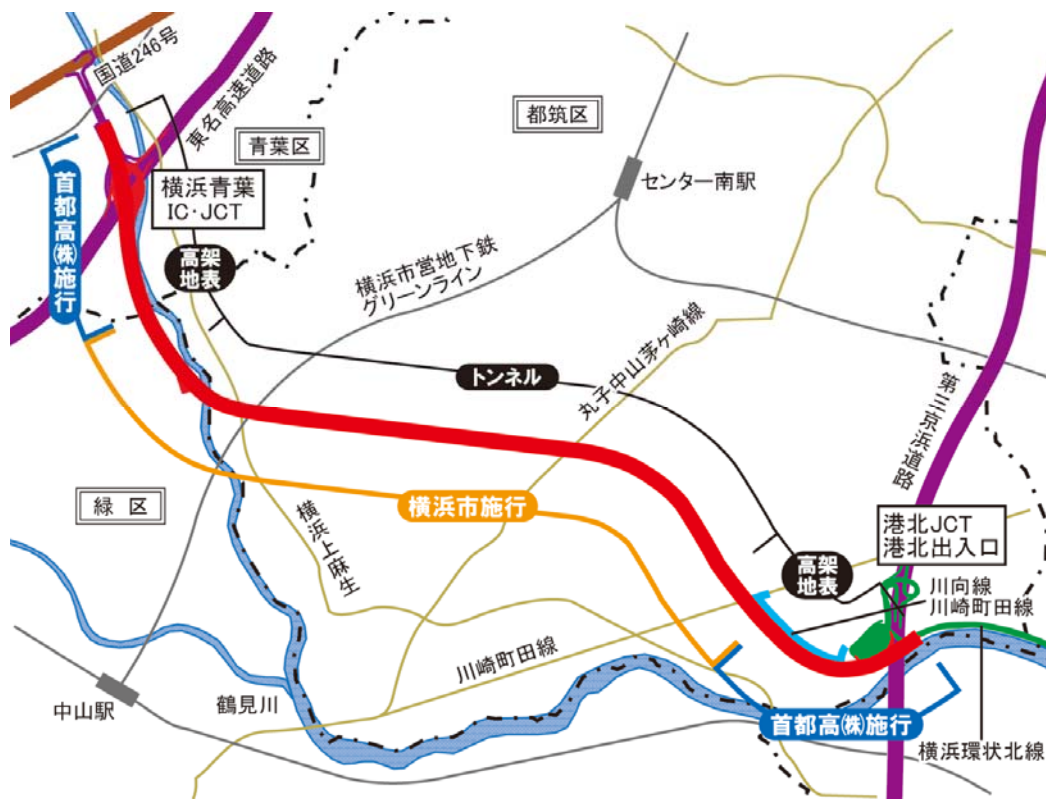 国道246号
東名高速道路
青葉区
都筑区
横浜青葉
IC・JCT
センター南駅
首都高㈱施行
高架
地表
横浜市営地下鉄
グリーンライン
トンネル
丸子中山茅ヶ崎線
第三京浜道路
緑 区
横浜市施行
横浜上麻生
港北JCT
港北出入口
高架
地表
川向線
川崎町田線
川崎町田線
中山駅
鶴見川
首都高㈱施行
横浜環状北線